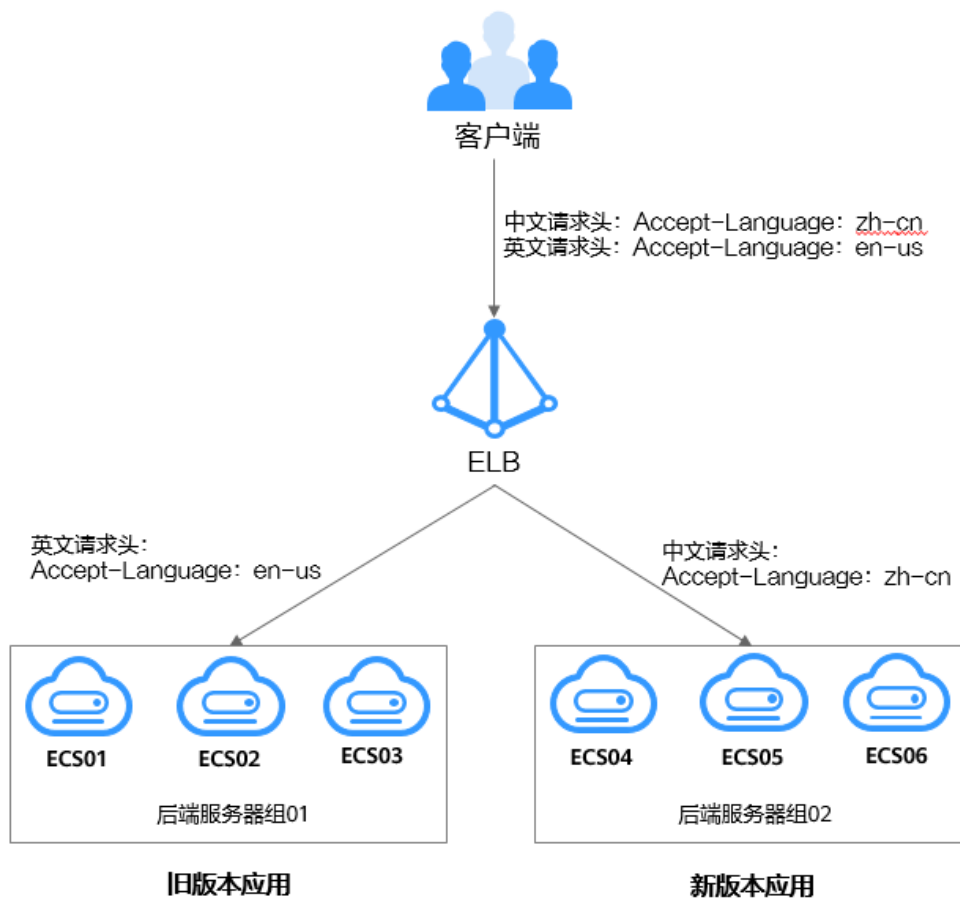 客户端
中文请求头：Accept-Language：zh-cn
英文请求头：Accept-Language：en-us
ELB
英文请求头：
Accept-Language：en-us
中文请求头：
Accept-Language：zh-cn
ECS01
ECS02
ECS03
后端服务器组01
ECS04
ECS05
ECS06
后端服务器组02
旧版本应用
新版本应用